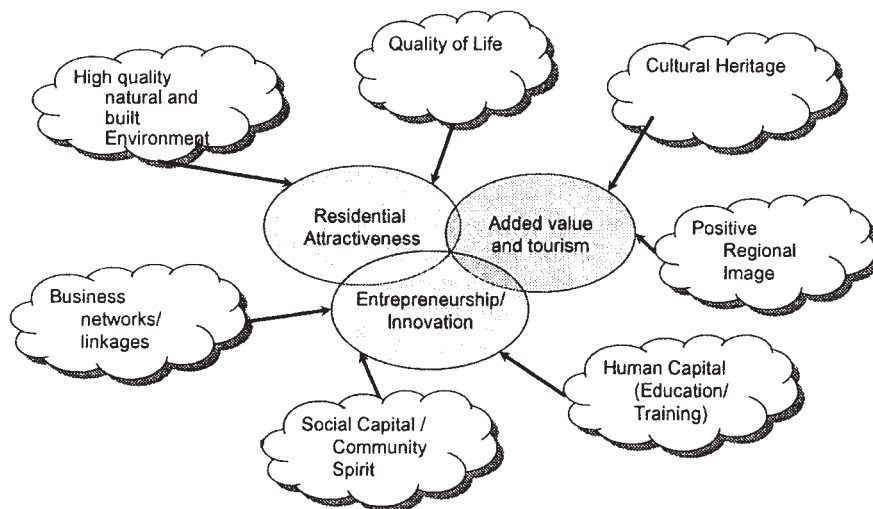 Quality of Life
High quality
natural and
built
Environment
Cultural Heritage
Residential
Attractiveness
Added value
and tourism
Positive
Regional
Image
Business
networks/
linkages
Entrepreneurship/
Innovation
Human Capital
(Education/
Training)
Social Capital /
Community
Spirit